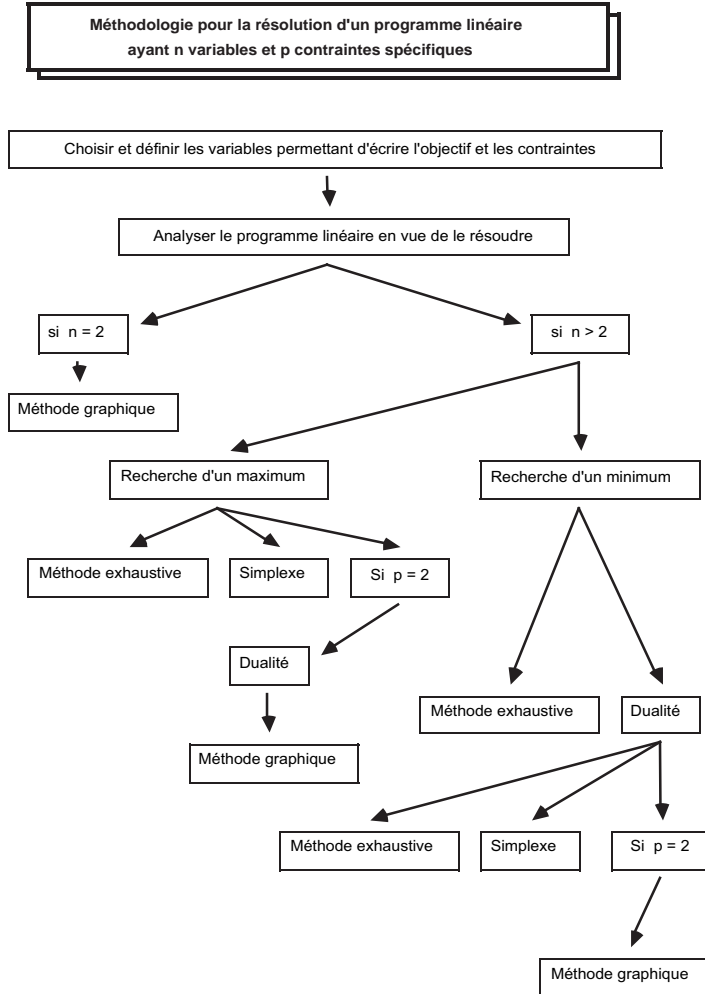 Méthodologie pour la résolution d'un programme linéaire
ayant n variables et p contraintes spécifiques
Choisir et définir les variables permettant d'écrire l'objectif et les contraintes
Analyser le programme linéaire en vue de le résoudre
si n = 2
si n > 2
Méthode graphique
Recherche d'un maximum
Recherche d'un minimum
Méthode exhaustive
Simplexe
Si p = 2
Dualité
Méthode graphique
Méthode exhaustive
Dualité
Méthode exhaustive
Simplexe
Si p = 2
Méthode graphique